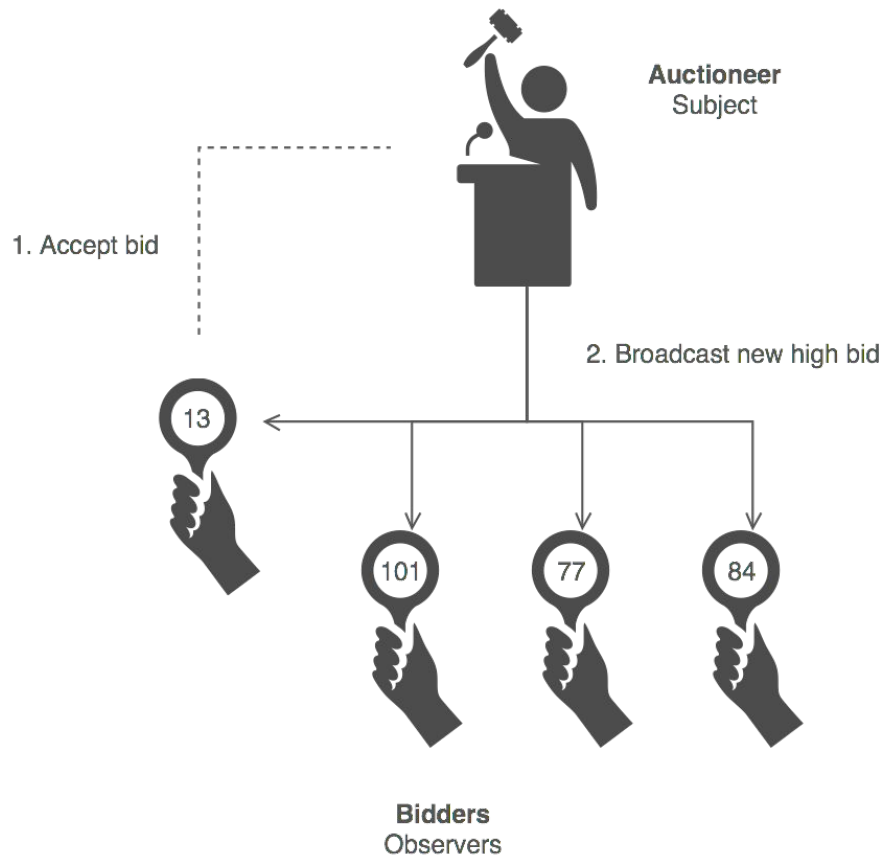 Auctioneer
Subject
1. Accept bid
2. Broadcast new high bid
13
101
77
84
Bidders
Observers